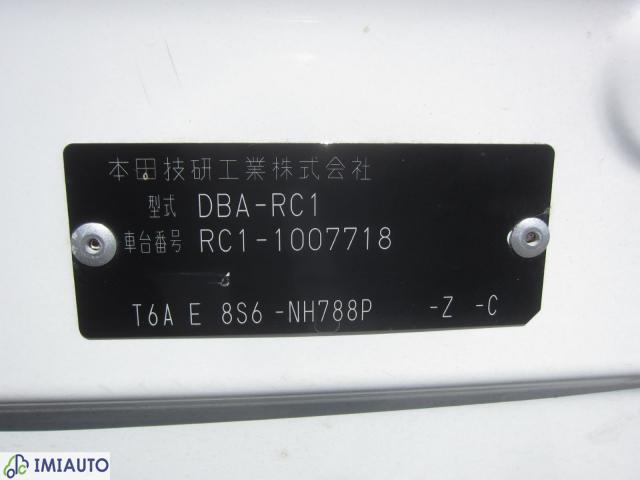 本田技研工業株式会社
型式 DBA-RC1
車台番号 RC1-1007718
T6A E 8S6 -NH788P -Z -C
IMIAUTO